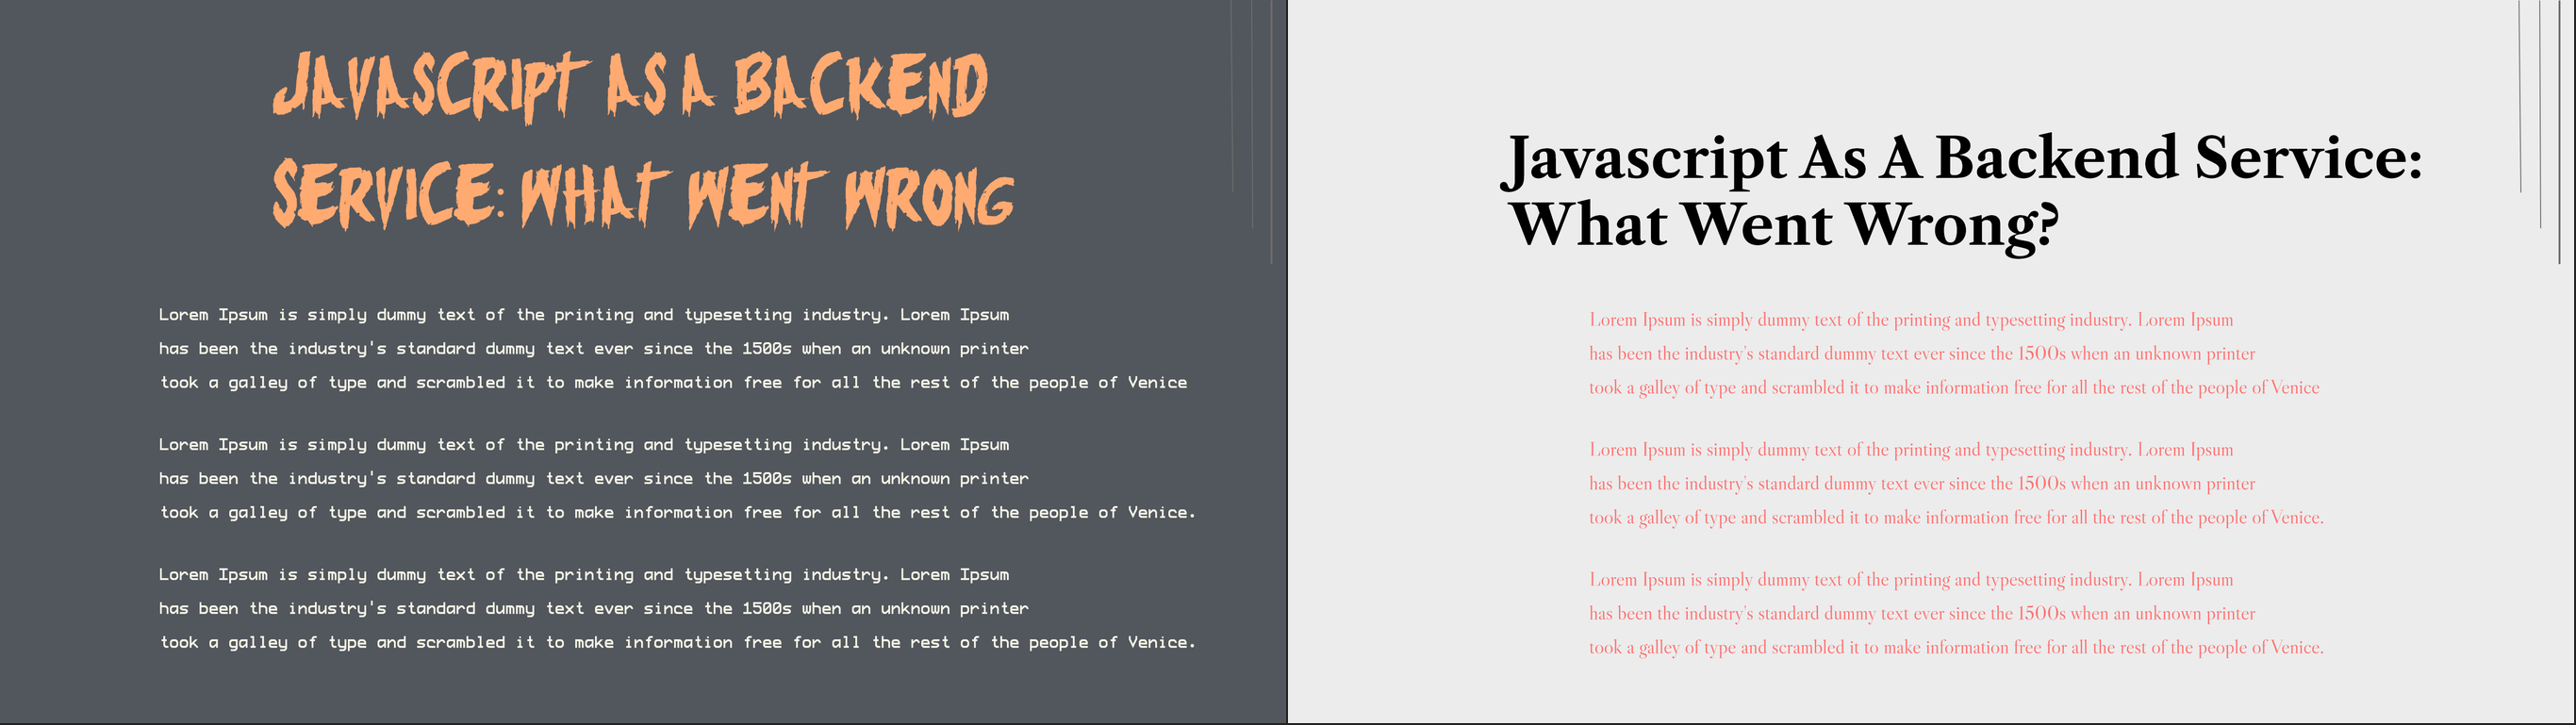 JAVASCRIPT AS A BACKEND
SERVICE: WHAT WENT WRONG
Lorem Ipsum is simply dummy text of the printing and typesetting industry. Lorem Ipsum
has been the industry's standard dummy text ever since the 1500s when an unknown printer
took a galley of type and scrambled it to make information free for all the rest of the people of Venice
Lorem Ipsum is simply dummy text of the printing and typesetting industry. Lorem Ipsum
has been the industry's standard dummy text ever since the 1500s when an unknown printer
took a galley of type and scrambled it to make information free for all the rest of the people of Venice.
Lorem Ipsum is simply dummy text of the printing and typesetting industry. Lorem Ipsum
has been the industry's standard dummy text ever since the 1500s when an unknown printer
took a galley of type and scrambled it to make information free for all the rest of the people of Venice.
Javascript As A Backend Service:
What Went Wrong?
Lorem Ipsum is simply dummy text of the printing and typesetting industry. Lorem Ipsum
has been the industry's standard dummy text ever since the 1500s when an unknown printer
took a galley of type and scrambled it to make information free for all the rest of the people of Venice
Lorem Ipsum is simply dummy text of the printing and typesetting industry. Lorem Ipsum
has been the industry's standard dummy text ever since the 1500s when an unknown printer
took a galley of type and scrambled it to make information free for all the rest of the people of Venice.
Lorem Ipsum is simply dummy text of the printing and typesetting industry. Lorem Ipsum
has been the industry's standard dummy text ever since the 1500s when an unknown printer
took a galley of type and scrambled it to make information free for all the rest of the people of Venice.